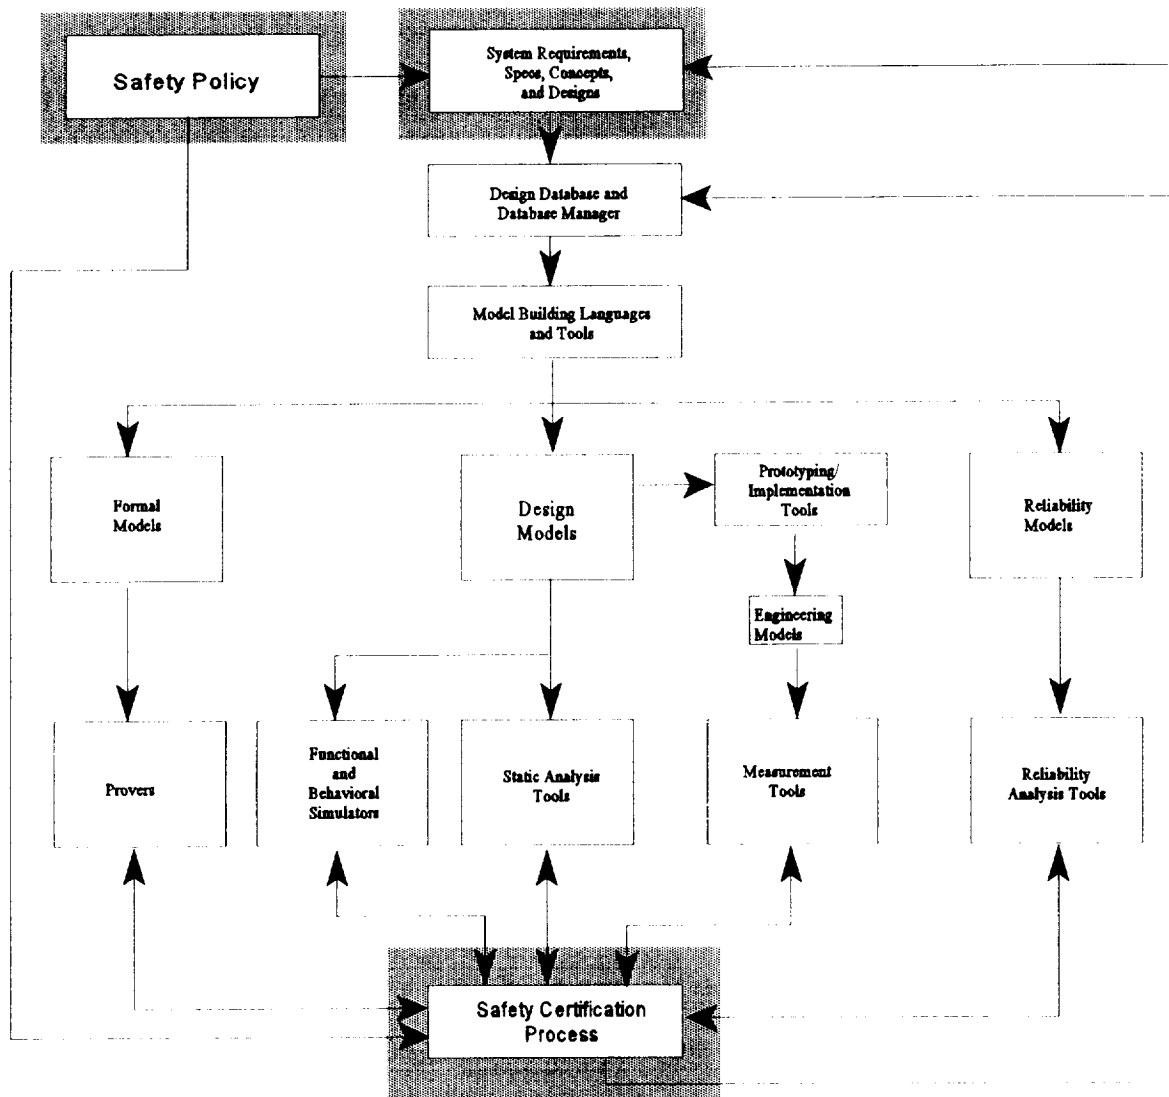 Safety Policy
System Requirements,
Specs, Concepts,
and Designs
Design Database and
Database Manager
Model Building Languages
and Tools
Formal
Models
Design
Models
Prototyping/
Implementation
Tools
Reliability
Models
Engineering
Models
Provers
Functional
and
Behavioral
Simulators
Static Analysis
Tools
Measurement
Tools
Reliability
Analysis Tools
Safety Certification
Process